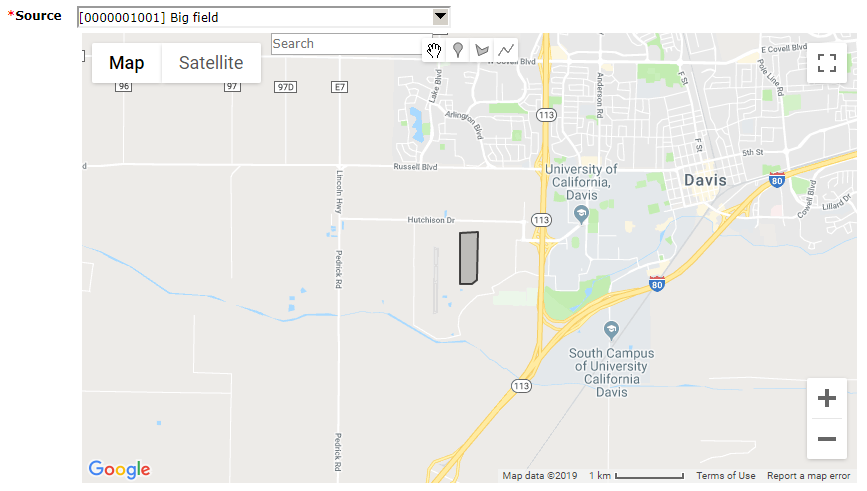 *Source
[0000001001] Big field
Search
Map
Satellite
W Covell Blvd
E Covell Blvd
96
97
97D
E7
Lake Blvd
Arlington Blvd
113
Anderson Rd
F St
Pole Line Rd
F St
5th St
Russell Blvd
University of
California,
Davis
Davis
80
Cowell Blvd
Lillard Dr
Lincoln Hwy
Hutchison Dr
113
Pedrick Rd
80
South Campus
of University
California
Davis
113
Pedrick Rd
Google
Map data ©2019
1 km
Terms of Use
Report a map error